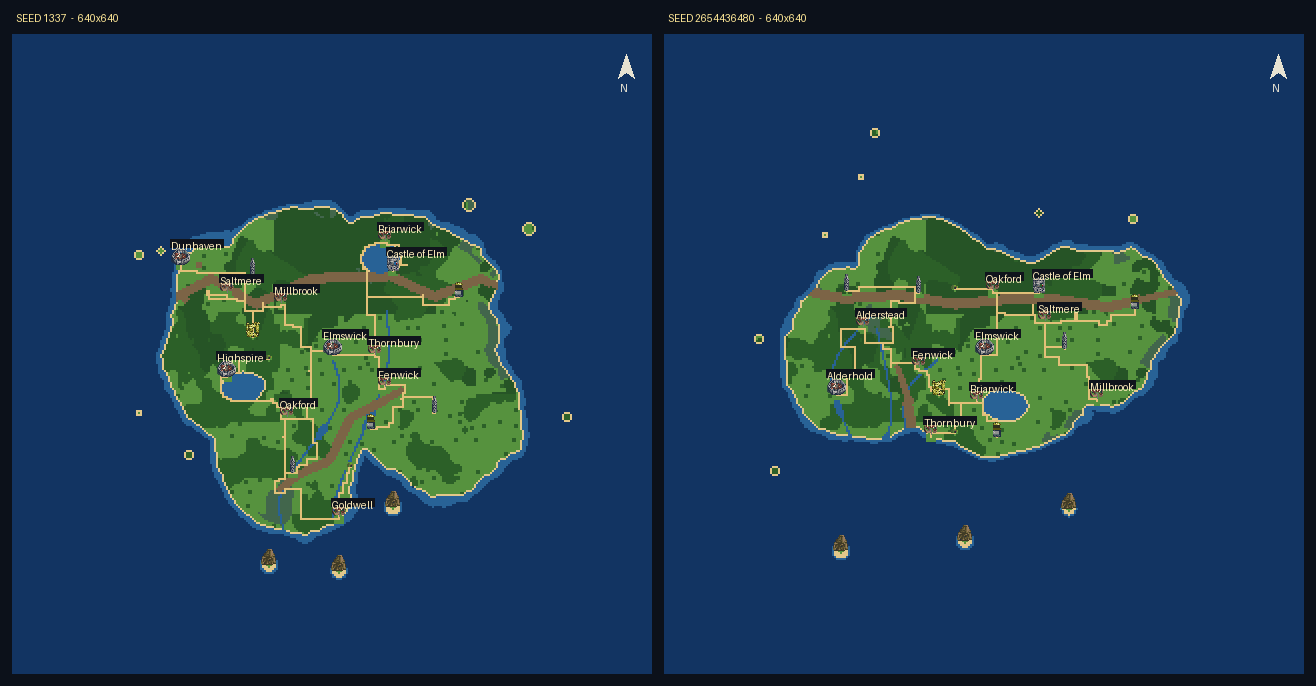 SEED 1337 - 640x640
N
Dunhaven
Briarwick
Castle of Elm
Saltmere
Millbrook
Elmswick
Thornbury
Highspire
Fenwick
Oakford
Goldwell
SEED 2654436480 - 640x640
N
Oakford
Castle of Elm
Alderstead
Saltmere
Elmswick
Fenwick
Alderhold
Briarwick
Millbrook
Thornbury